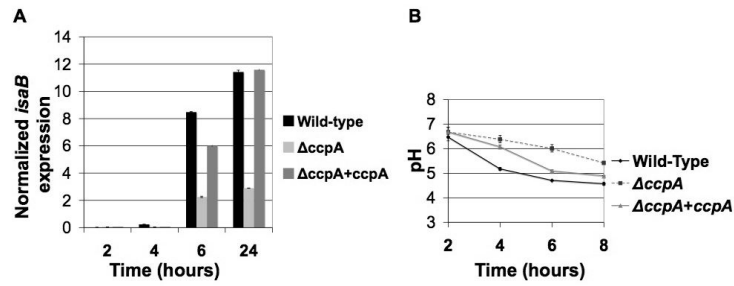 A
Normalized isaB
expression
14
12
10
8
6
4
2
0
2 4 6 24
Time (hours)
Wild-type
ΔccpA
ΔccpA+ccpA
B
pH
8
7
6
5
4
3
2 4 6 8
Time (hours)
Wild-Type
ΔccpA
ΔccpA+ccpA